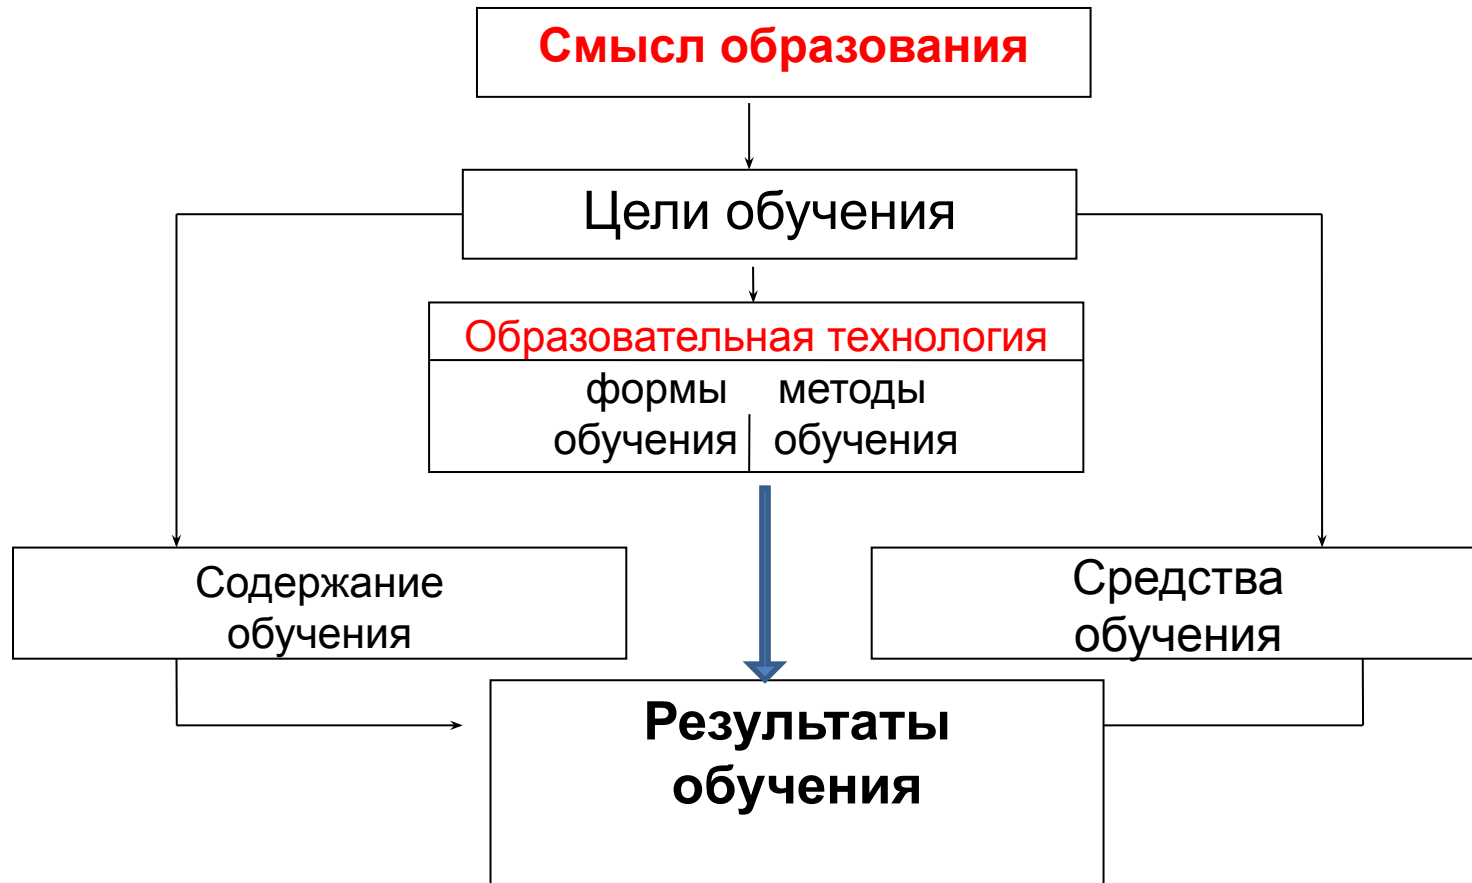 Смысл образования
Цели обучения
Образовательная технология
формы методы
обучения обучения
Содержание
обучения
Средства
обучения
Результаты
обучения